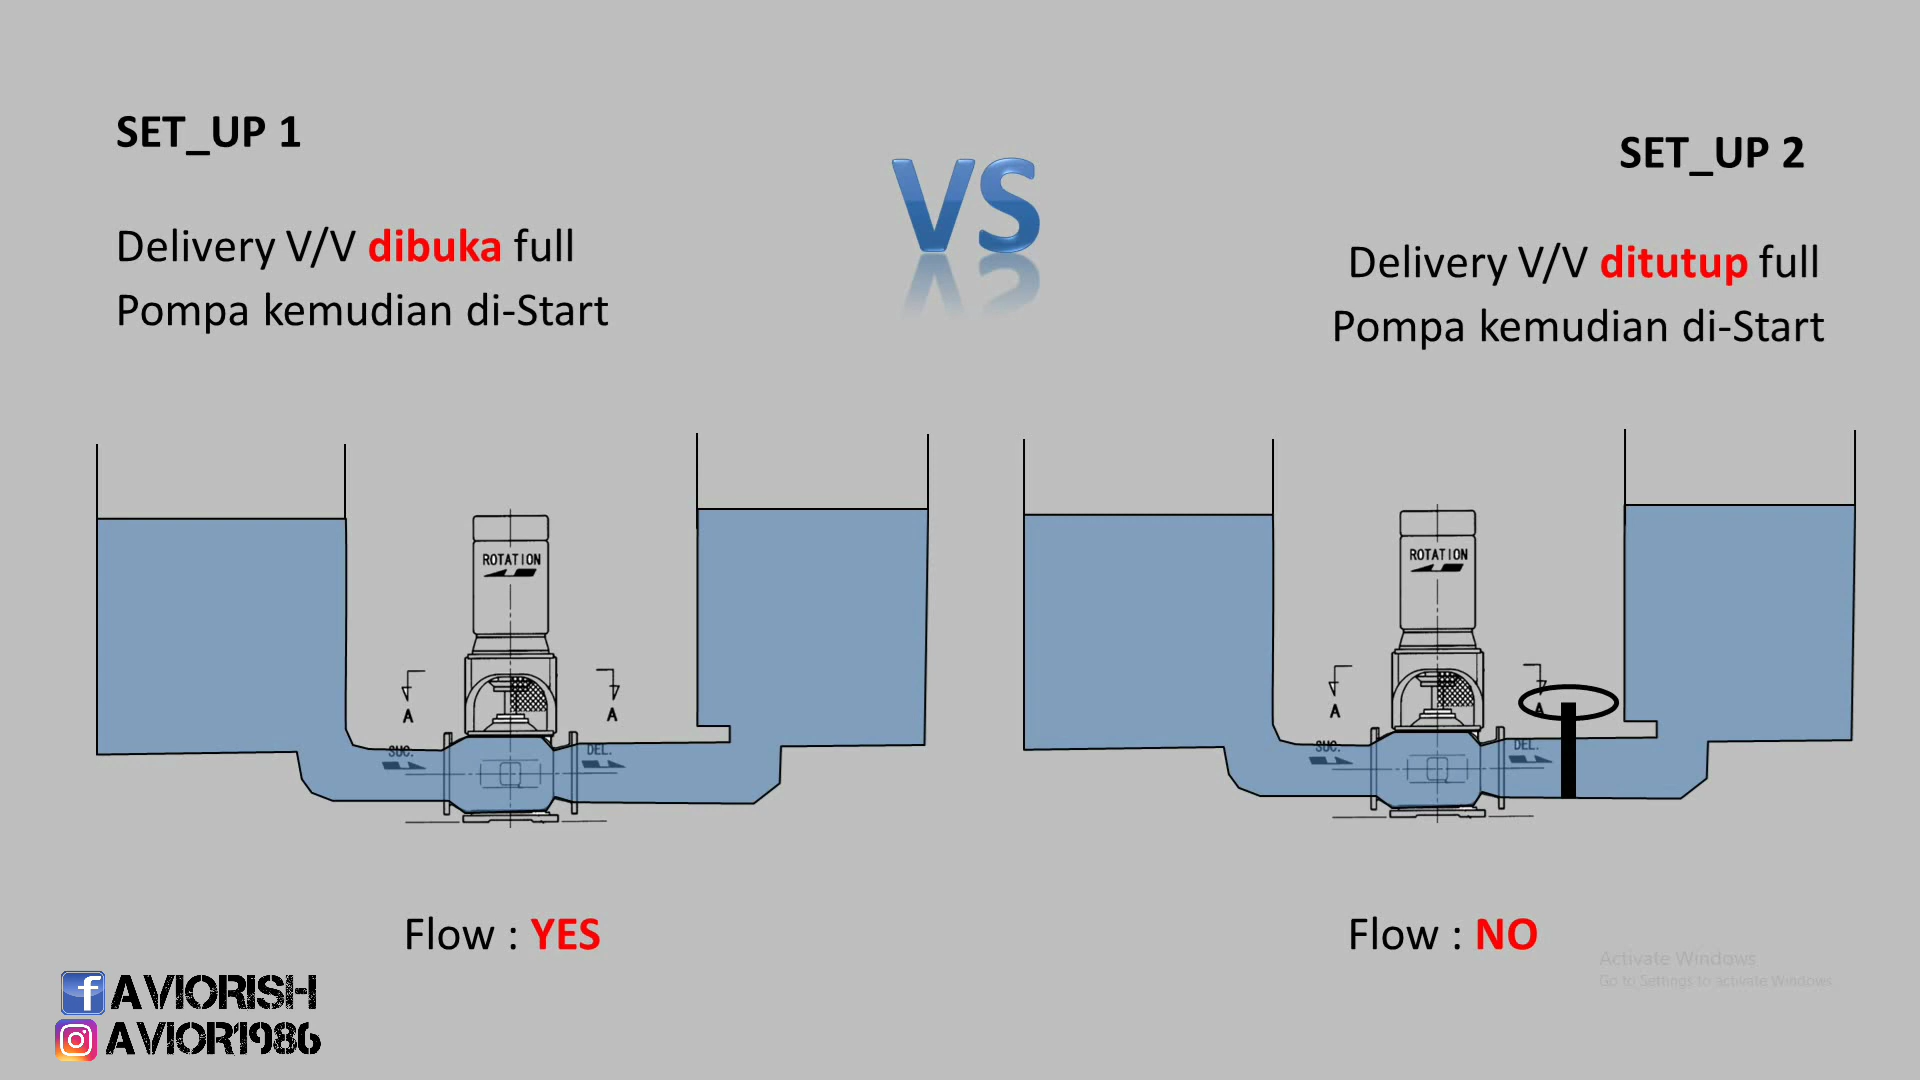 SET_UP 1
Delivery V/V dibuka full
Pompa kemudian di-Start
VS
SET_UP 2
Delivery V/V ditutup full
Pompa kemudian di-Start
ROTATION
A
A
SUC.
DEL.
Flow : YES
ROTATION
A
A
SUC.
DEL.
Flow : NO
Activate Windows
Go to Settings to activate Windows.
f AVIORISH
AVIOR1986